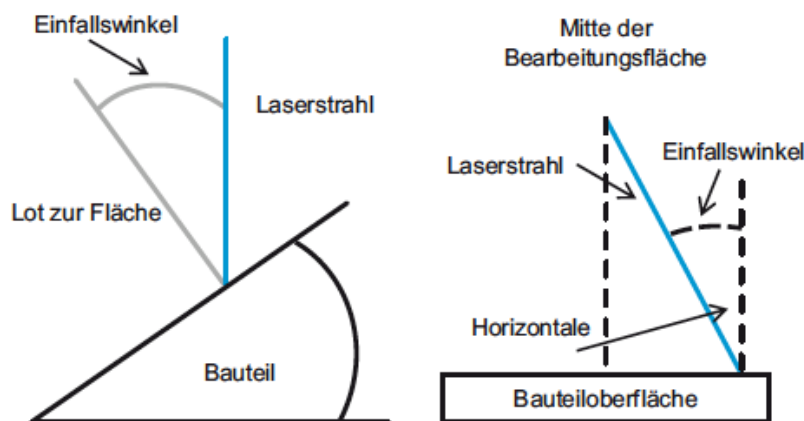 Einfallswinkel
Laserstrahl
Lot zur Fläche
Bauteil
Mitte der
Bearbeitungsfläche
Laserstrahl
Einfallswinkel
Horizontale
Bauteiloberfläche